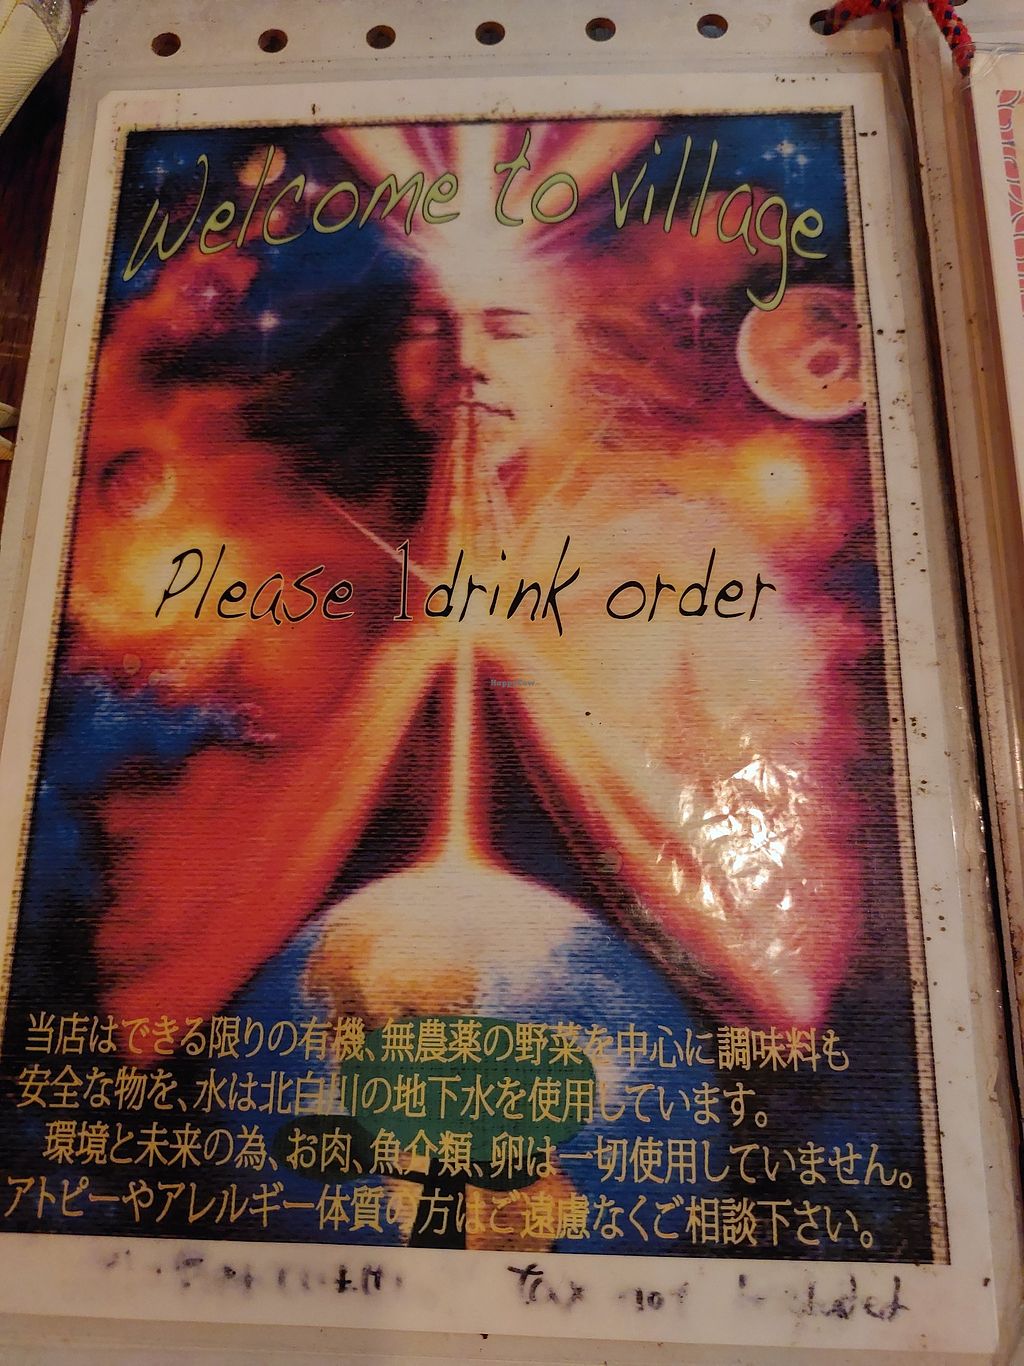 Welcome to village
Please 1 drink order
HappyCow
当店はできる限りの有機、無農薬の野菜を中心に調味料も
安全な物を、水は北白川の地下水を使用しています。
環境と未来の為、お肉、魚介類、卵は一切使用していません。
アトピーやアレルギー体質の方はご遠慮なくご相談下さい。
tax not included